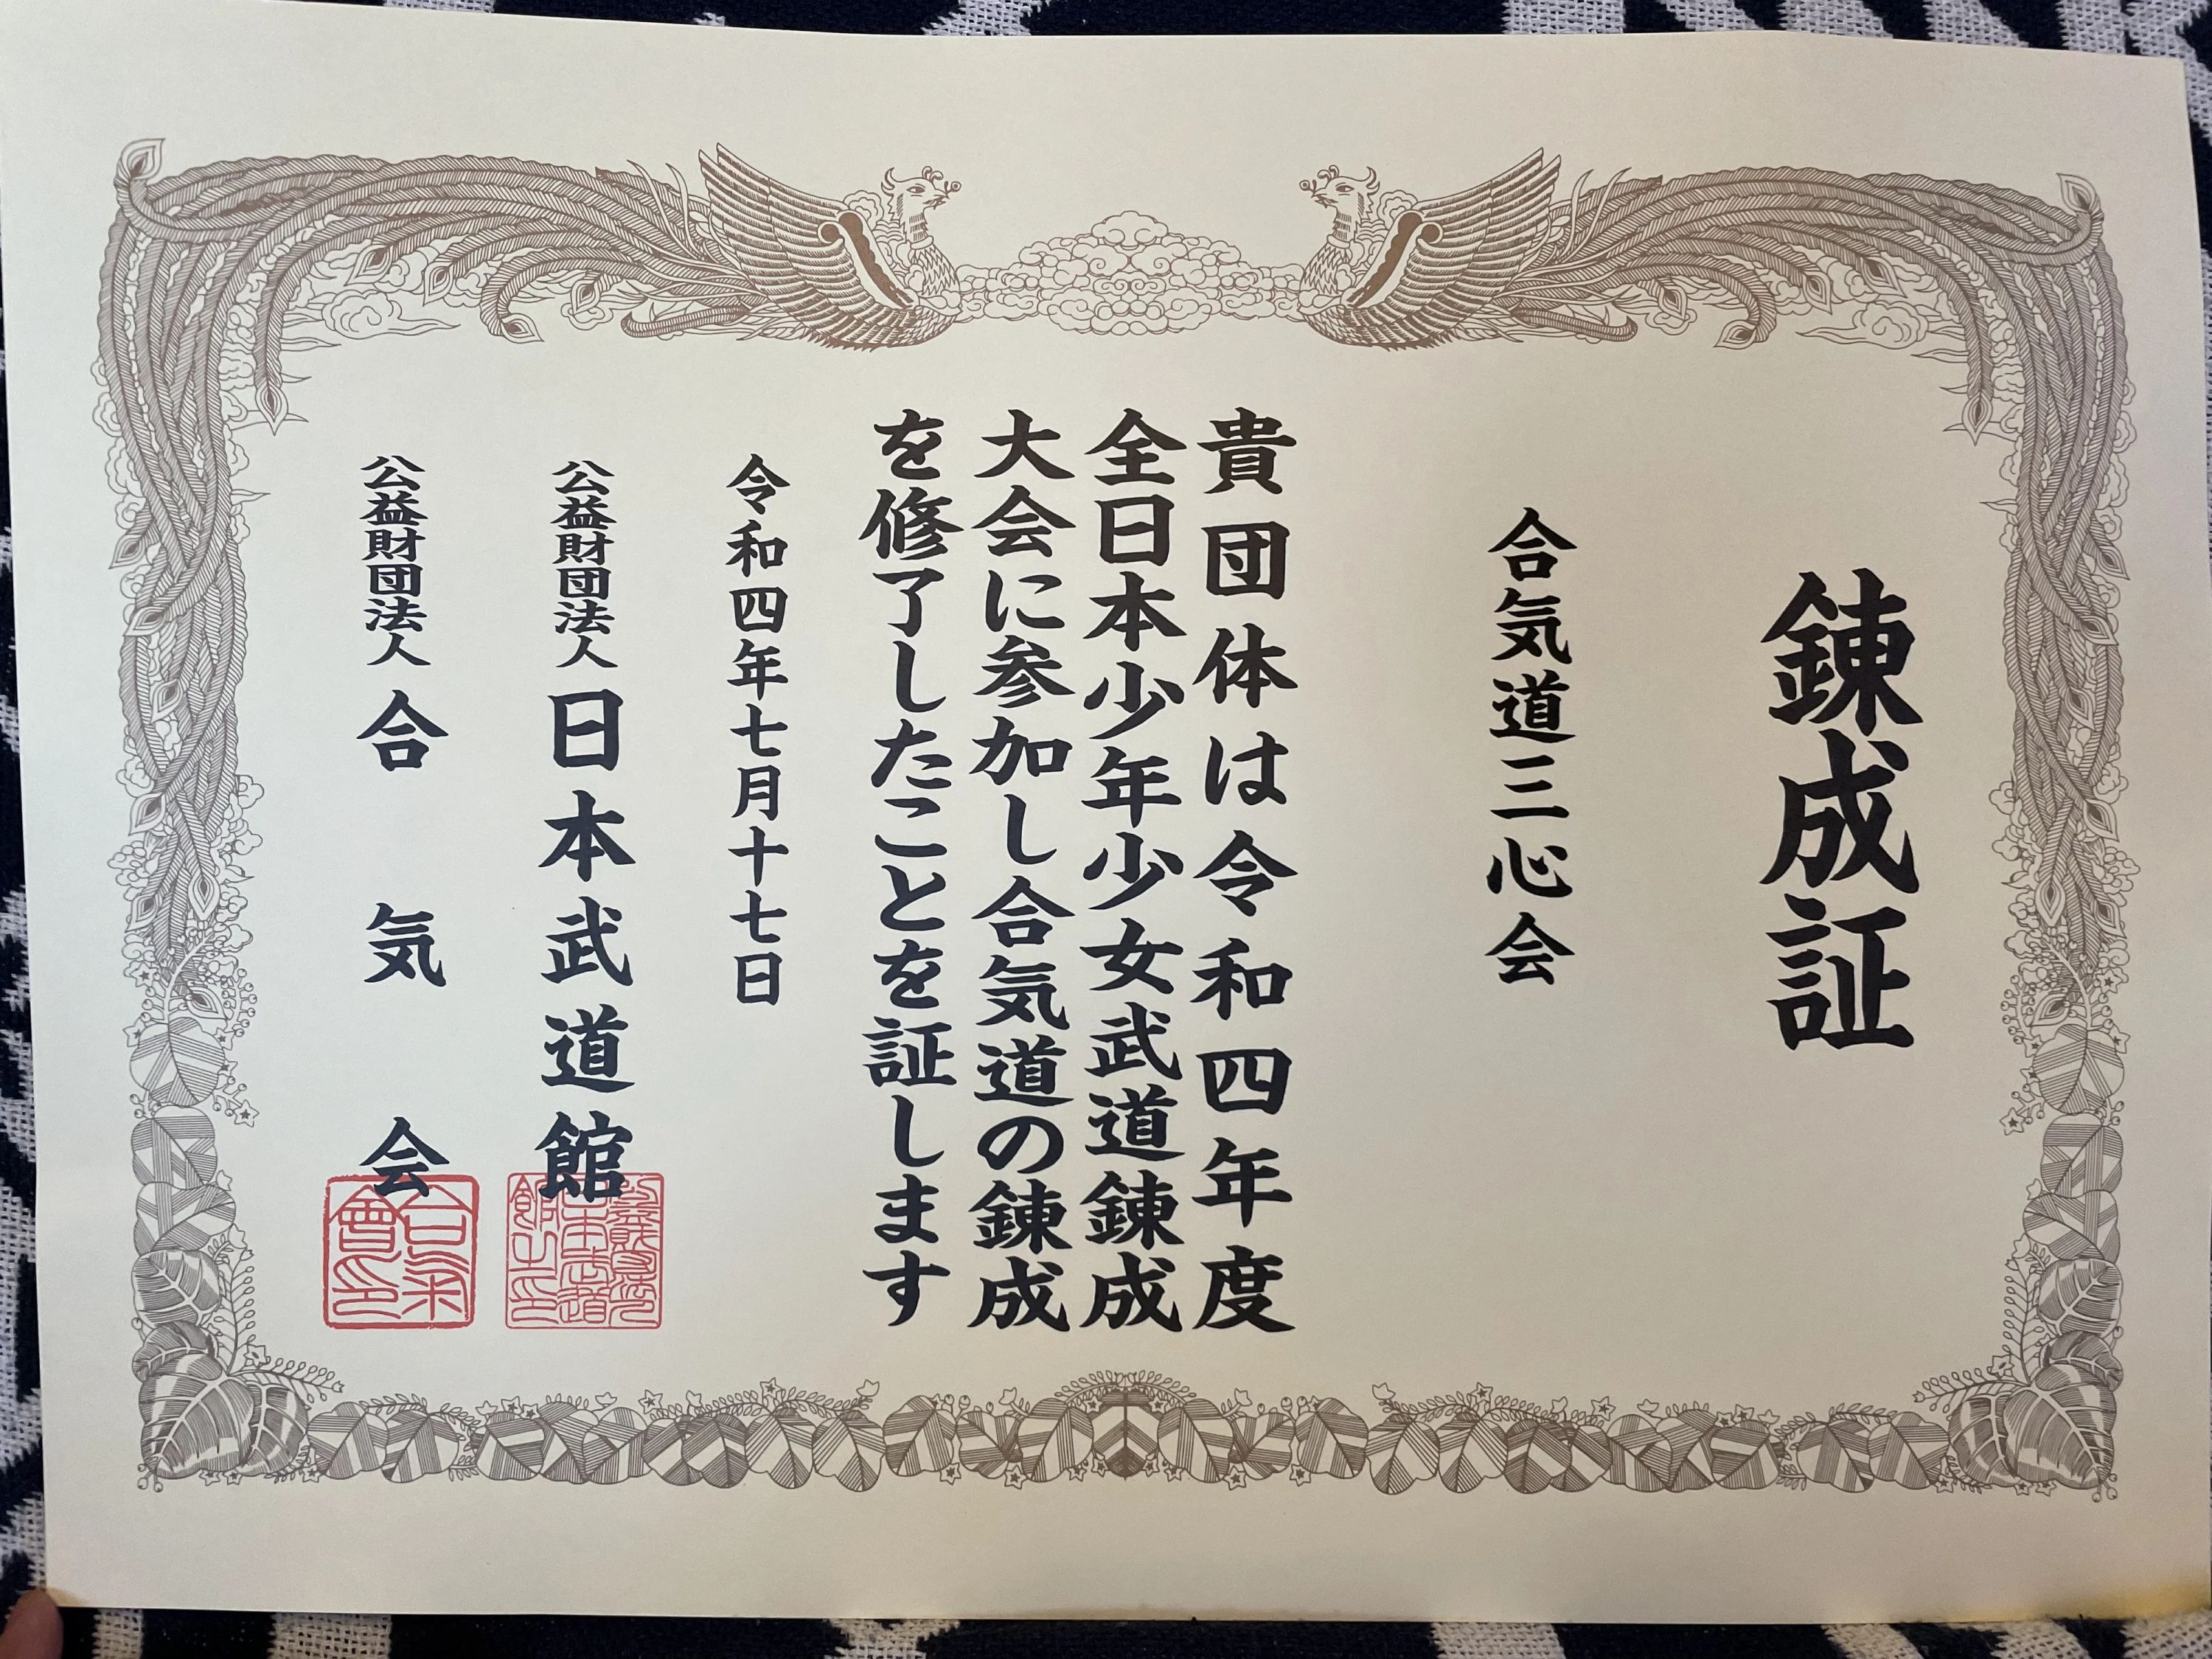 錬成証
合気道三心会
貴団体は令和四年度
全日本少年少女武道錬成
大会に参加し合気道の錬成
を修了したことを証します
令和四年七月十七日
公益財団法人 日本武道館
公益財団法人 合気会